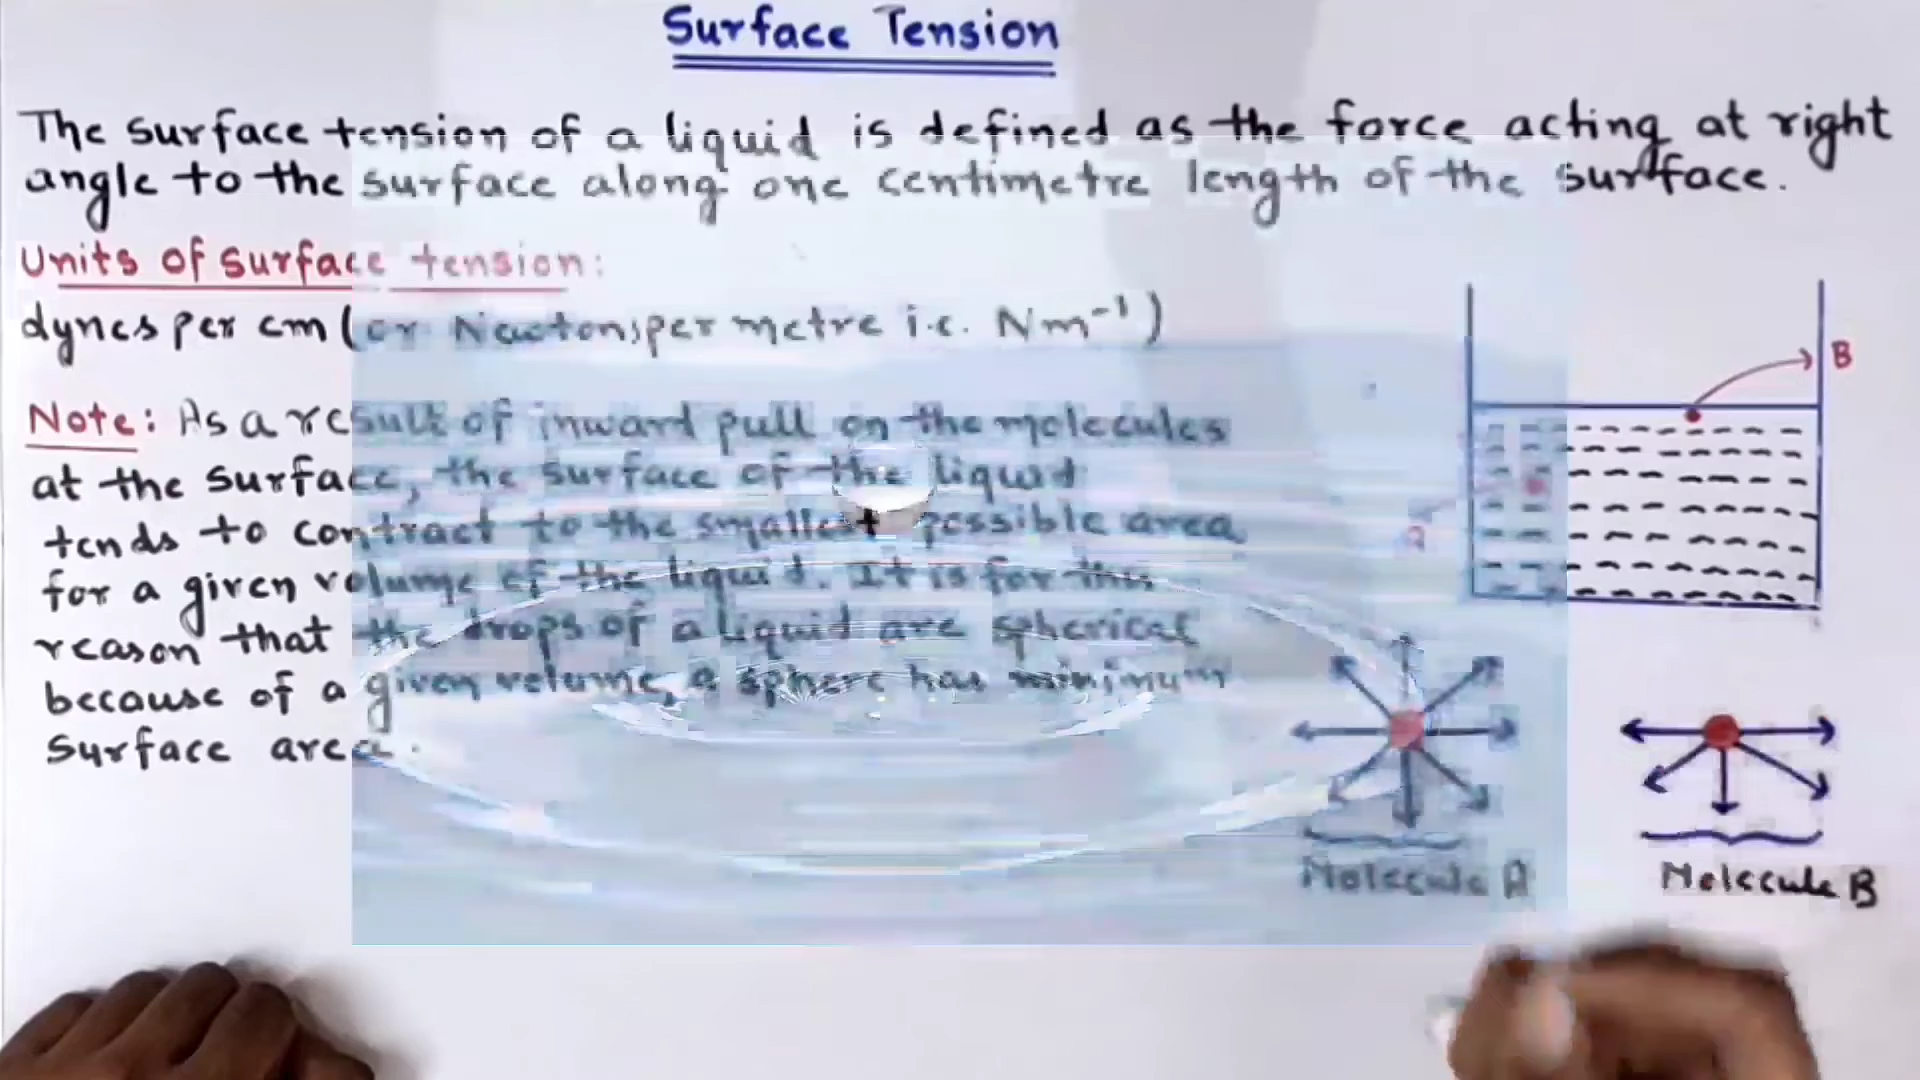 Surface Tension
The surface tension of a liquid is defined as the force acting at right
angle to the surface along one centimetre length of the surface.
Units of surface tension:
dynes per cm (or Newtons per metre i.e. Nm⁻¹)
Note: As a result of inward pull on the molecules
at the surface, the surface of the liquid
tends to contract to the smallest possible area
for a given volume of the liquid. It is for this
reason that the drops of a liquid are spherical
because of a given volume, a sphere has minimum
surface area.
B
Molecule A
Molecule B